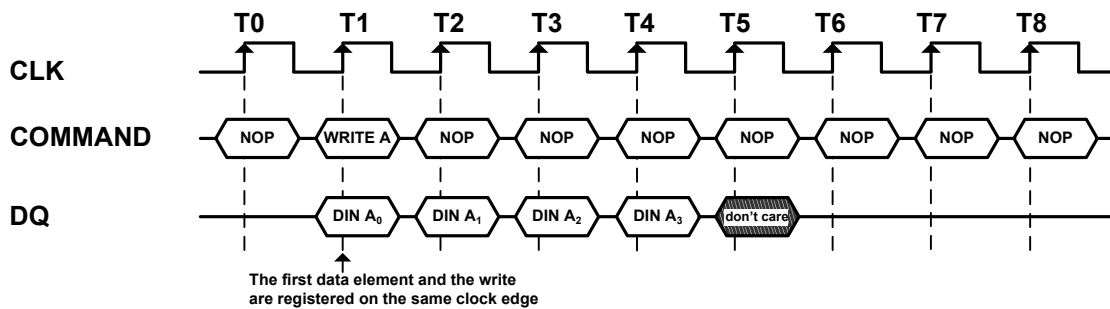 T0 T1 T2 T3 T4 T5 T6 T7 T8
CLK
COMMAND NOP WRITE A NOP NOP NOP NOP NOP NOP NOP
DQ DIN A0 DIN A1 DIN A2 DIN A3 don't care
The first data element and the write
are registered on the same clock edge